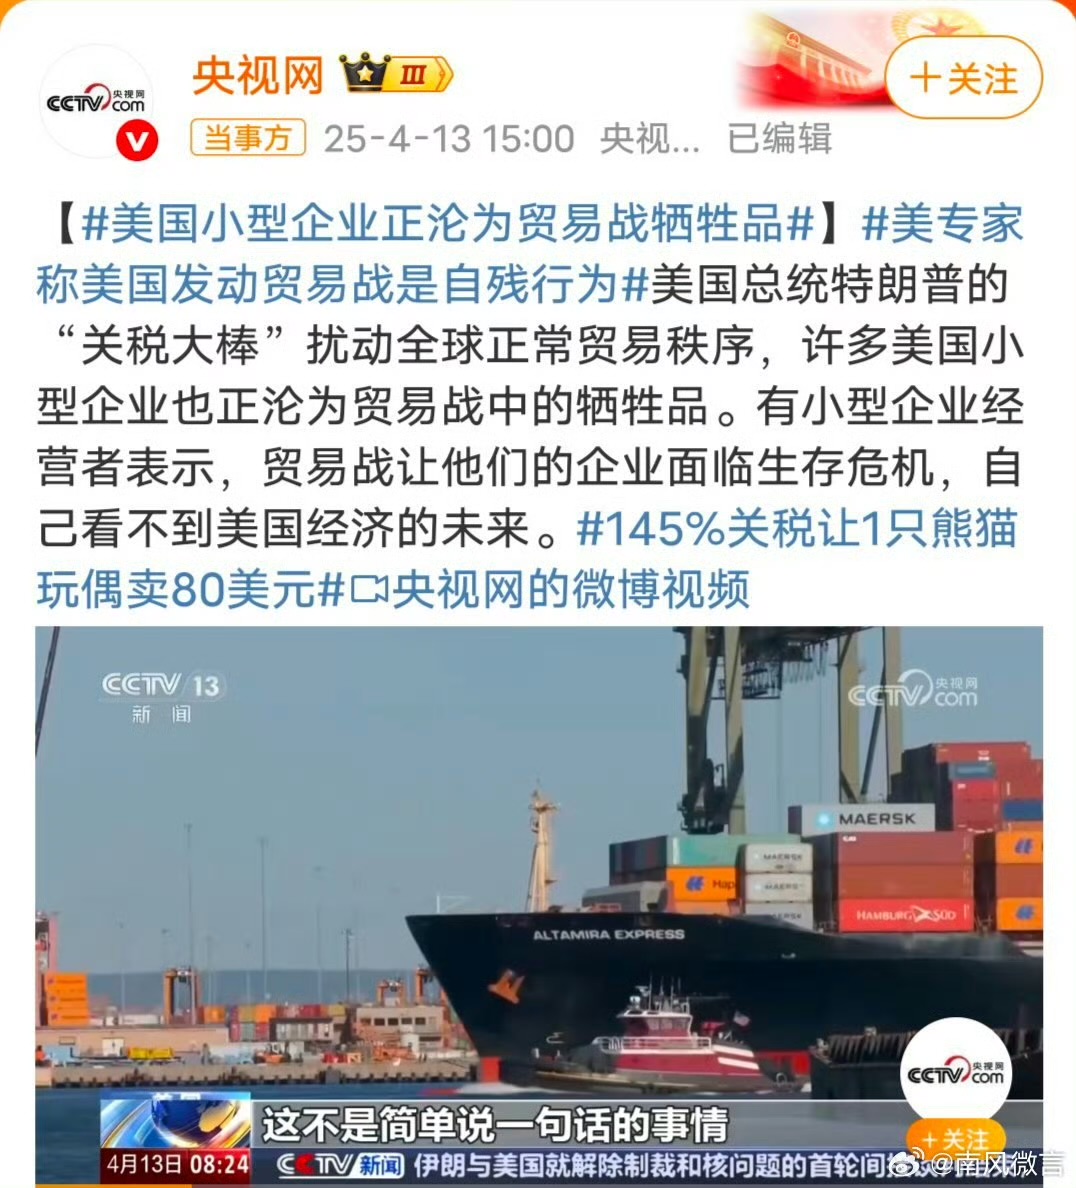 央视网
III
+关注
CCTV 央视网 com
当事方 25-4-13 15:00 央视... 已编辑
【#美国小型企业正沦为贸易战牺牲品#】#美专家
称美国发动贸易战是自残行为#美国总统特朗普的
“关税大棒”扰动全球正常贸易秩序，许多美国小
型企业也正沦为贸易战中的牺牲品。有小型企业经
营者表示，贸易战让他们的企业面临生存危机，自
己看不到美国经济的未来。#145%关税让1只熊猫
玩偶卖80美元#央视网的微博视频
CCTV 13
新闻
CCTV 央视网 com
MAERSK
MAERSK
MAERSK
HAMBURG SÜD
ALTAMIRA EXPRESS
CCTV 央视网 com
+关注
这不是简单说一句话的事情
4月13日 08:24
CCTV 新闻 伊朗与美国就解除制裁和核问题的首轮间接
@南风微言